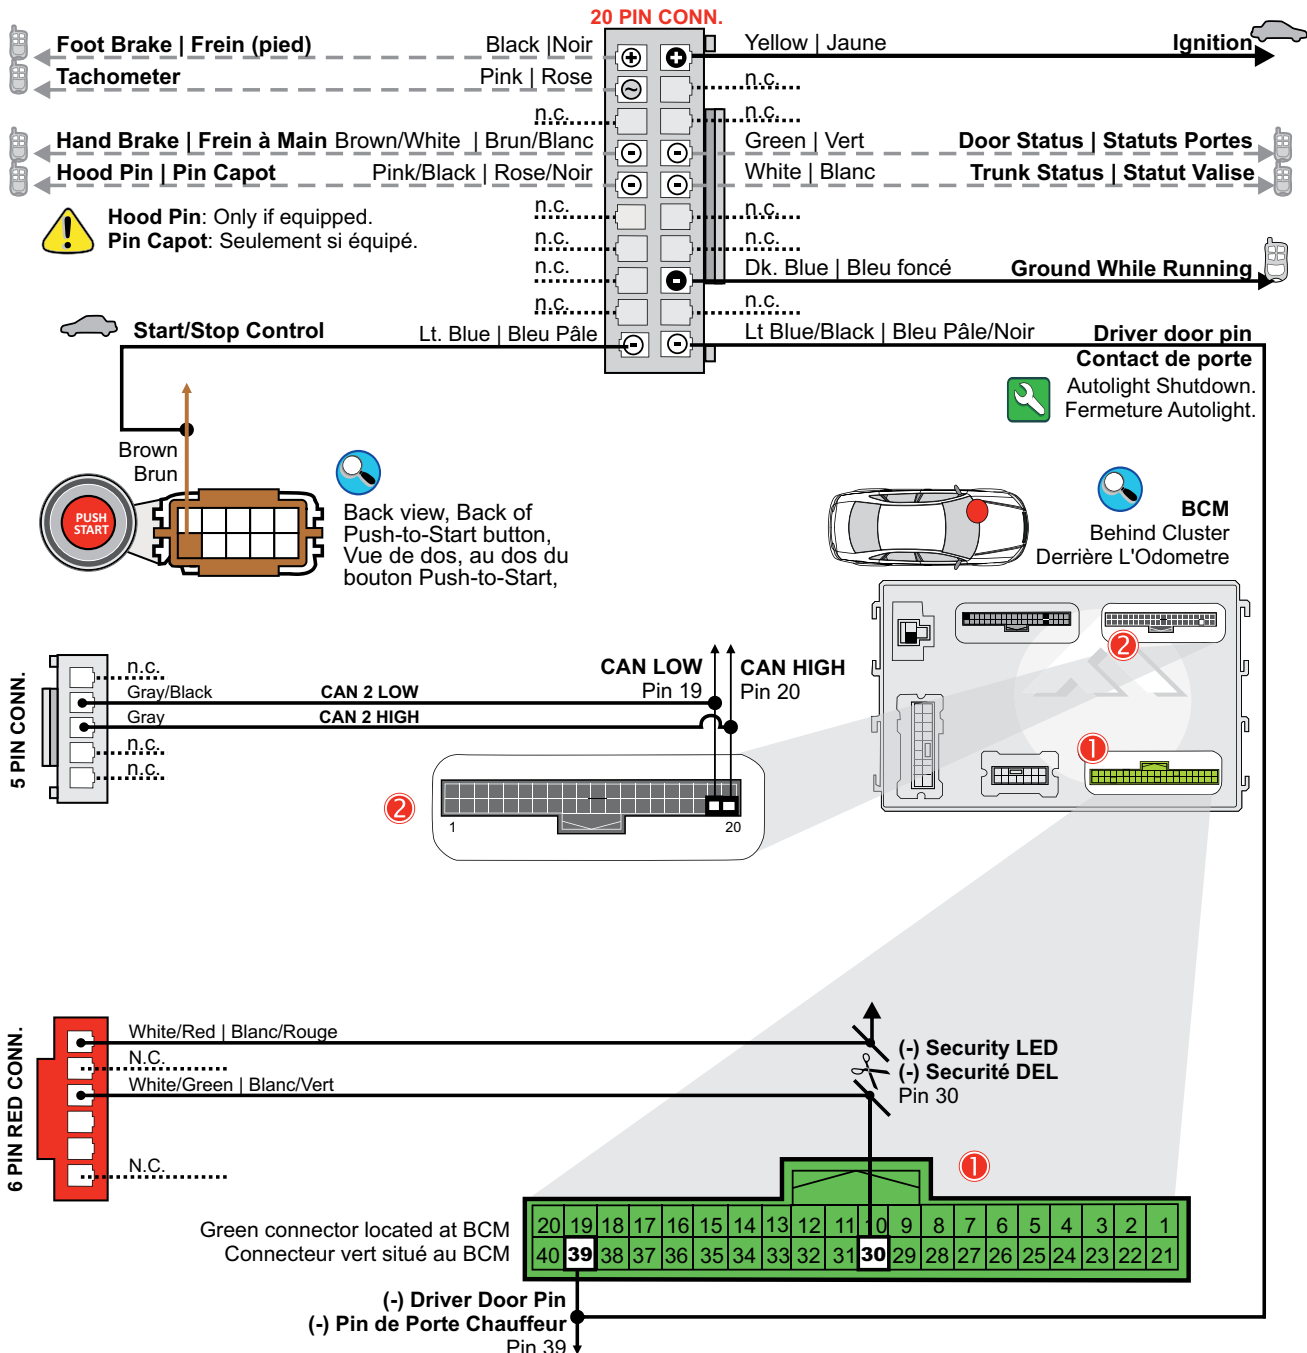 20 PIN CONN.
Foot Brake | Frein (pied)
Black |Noir
Yellow | Jaune
Ignition
Tachometer
Pink | Rose
n.c.
n.c.
n.c.
Hand Brake | Frein à Main
Brown/White | Brun/Blanc
Green | Vert
Door Status | Statuts Portes
Hood Pin | Pin Capot
Pink/Black | Rose/Noir
White | Blanc
Trunk Status | Statut Valise
Hood Pin: Only if equipped.
Pin Capot: Seulement si équipé.
n.c.
n.c.
n.c.
n.c.
n.c.
Dk. Blue | Bleu foncé
Ground While Running
n.c.
n.c.
Start/Stop Control
Lt. Blue | Bleu Pâle
Lt Blue/Black | Bleu Pâle/Noir
Driver door pin
Contact de porte
Autolight Shutdown.
Fermeture Autolight.
Brown
Brun
PUSH
START
Back view, Back of
Push-to-Start button,
Vue de dos, au dos du
bouton Push-to-Start,
BCM
Behind Cluster
Derrière L'Odometre
2
1
5 PIN CONN.
n.c.
Gray/Black
CAN 2 LOW
Gray
CAN 2 HIGH
n.c.
n.c.
CAN LOW
Pin 19
CAN HIGH
Pin 20
2
1
20
6 PIN RED CONN.
White/Red | Blanc/Rouge
N.C.
White/Green | Blanc/Vert
N.C.
(-) Security LED
(-) Securité DEL
Pin 30
1
Green connector located at BCM
Connecteur vert situé au BCM
20 19 18 17 16 15 14 13 12 11 10 9 8 7 6 5 4 3 2 1
40 39 38 37 36 35 34 33 32 31 30 29 28 27 26 25 24 23 22 21
(-) Driver Door Pin
(-) Pin de Porte Chauffeur
Pin 39